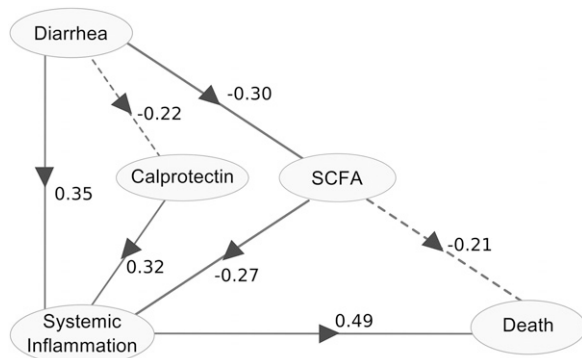 Diarrhea
-0.30
-0.22
Calprotectin
SCFA
0.35
0.32
-0.27
-0.21
Systemic
Inflammation
0.49
Death